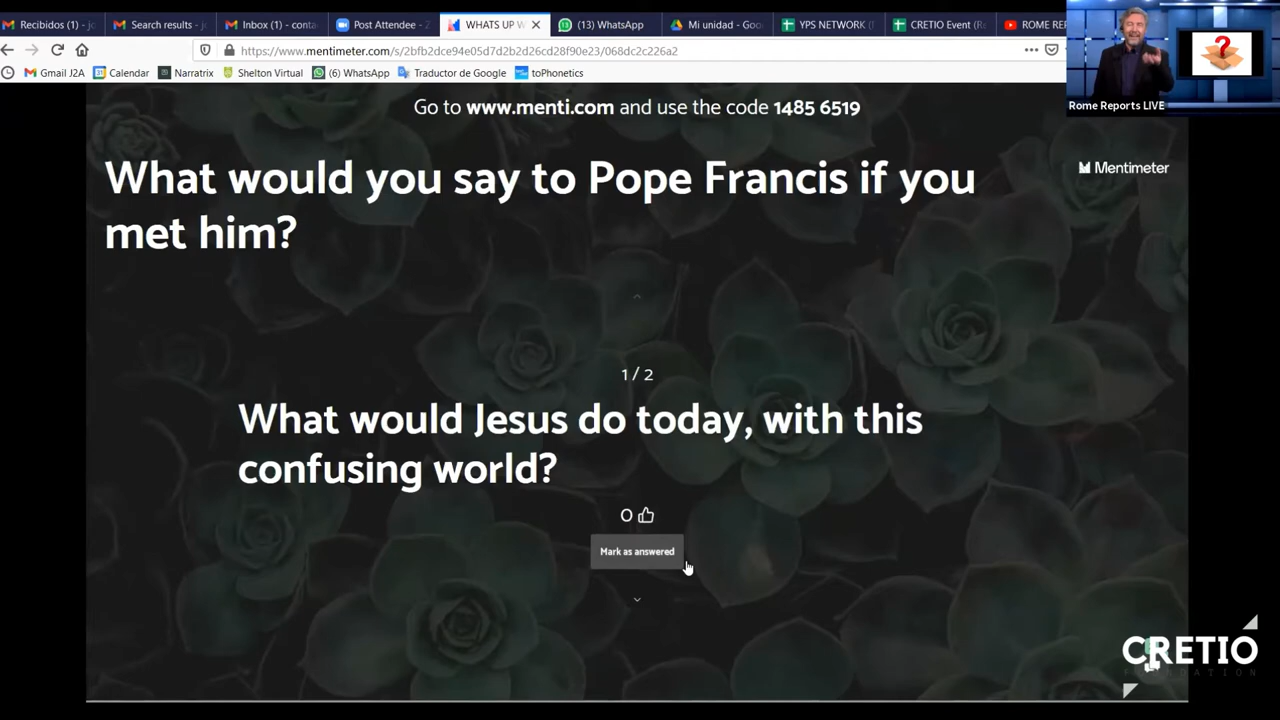 Recibidos (1) - jo
Search results - jo
Inbox (1) - conta
Post Attendee - Z
WHATS UP W
(13) WhatsApp
Mi unidad - Goo
YPS NETWORK (
CRETIO Event (Re
ROME REP
https://www.mentimeter.com/s/2bfb2dce94e05d7d2b2d26cd28f90e23/068dc2c226a2
Gmail J2A
Calendar
Narratrix
Shelton Virtual
(6) WhatsApp
Traductor de Google
toPhonetics
?
Rome Reports LIVE
Go to www.menti.com and use the code 1485 6519
What would you say to Pope Francis if you
met him?
Mentimeter
1 / 2
What would Jesus do today, with this
confusing world?
0
Mark as answered
CRETIO
FOUNDATION